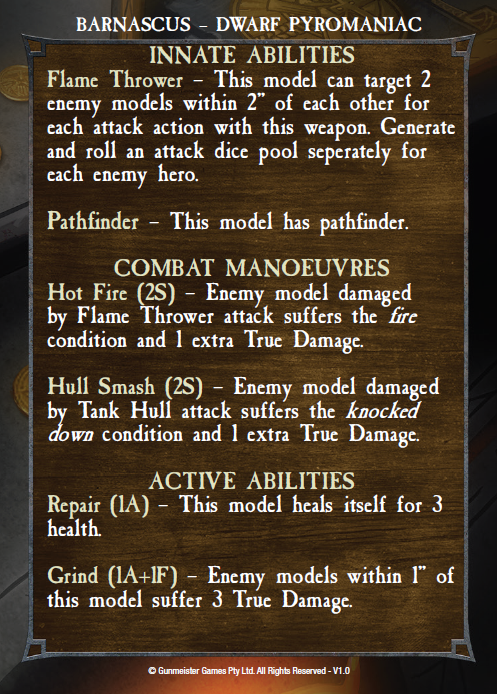 BARNASCUS – DWARF PYROMANIAC
INNATE ABILITIES
Flame Thrower – This model can target 2
enemy models within 2” of each other for
each attack action with this weapon. Generate
and roll an attack dice pool seperately for
each enemy hero.
Pathfinder – This model has pathfinder.
COMBAT MANOEUVRES
Hot Fire (2S) – Enemy model damaged
by Flame Thrower attack suffers the fire
condition and 1 extra True Damage.
Hull Smash (2S) – Enemy model damaged
by Tank Hull attack suffers the knocked
down condition and 1 extra True Damage.
ACTIVE ABILITIES
Repair (1A) – This model heals itself for 3
health.
Grind (1A+1F) – Enemy models within 1” of
this model suffer 3 True Damage.
© Gunmeister Games Pty Ltd. All Rights Reserved - V1.0